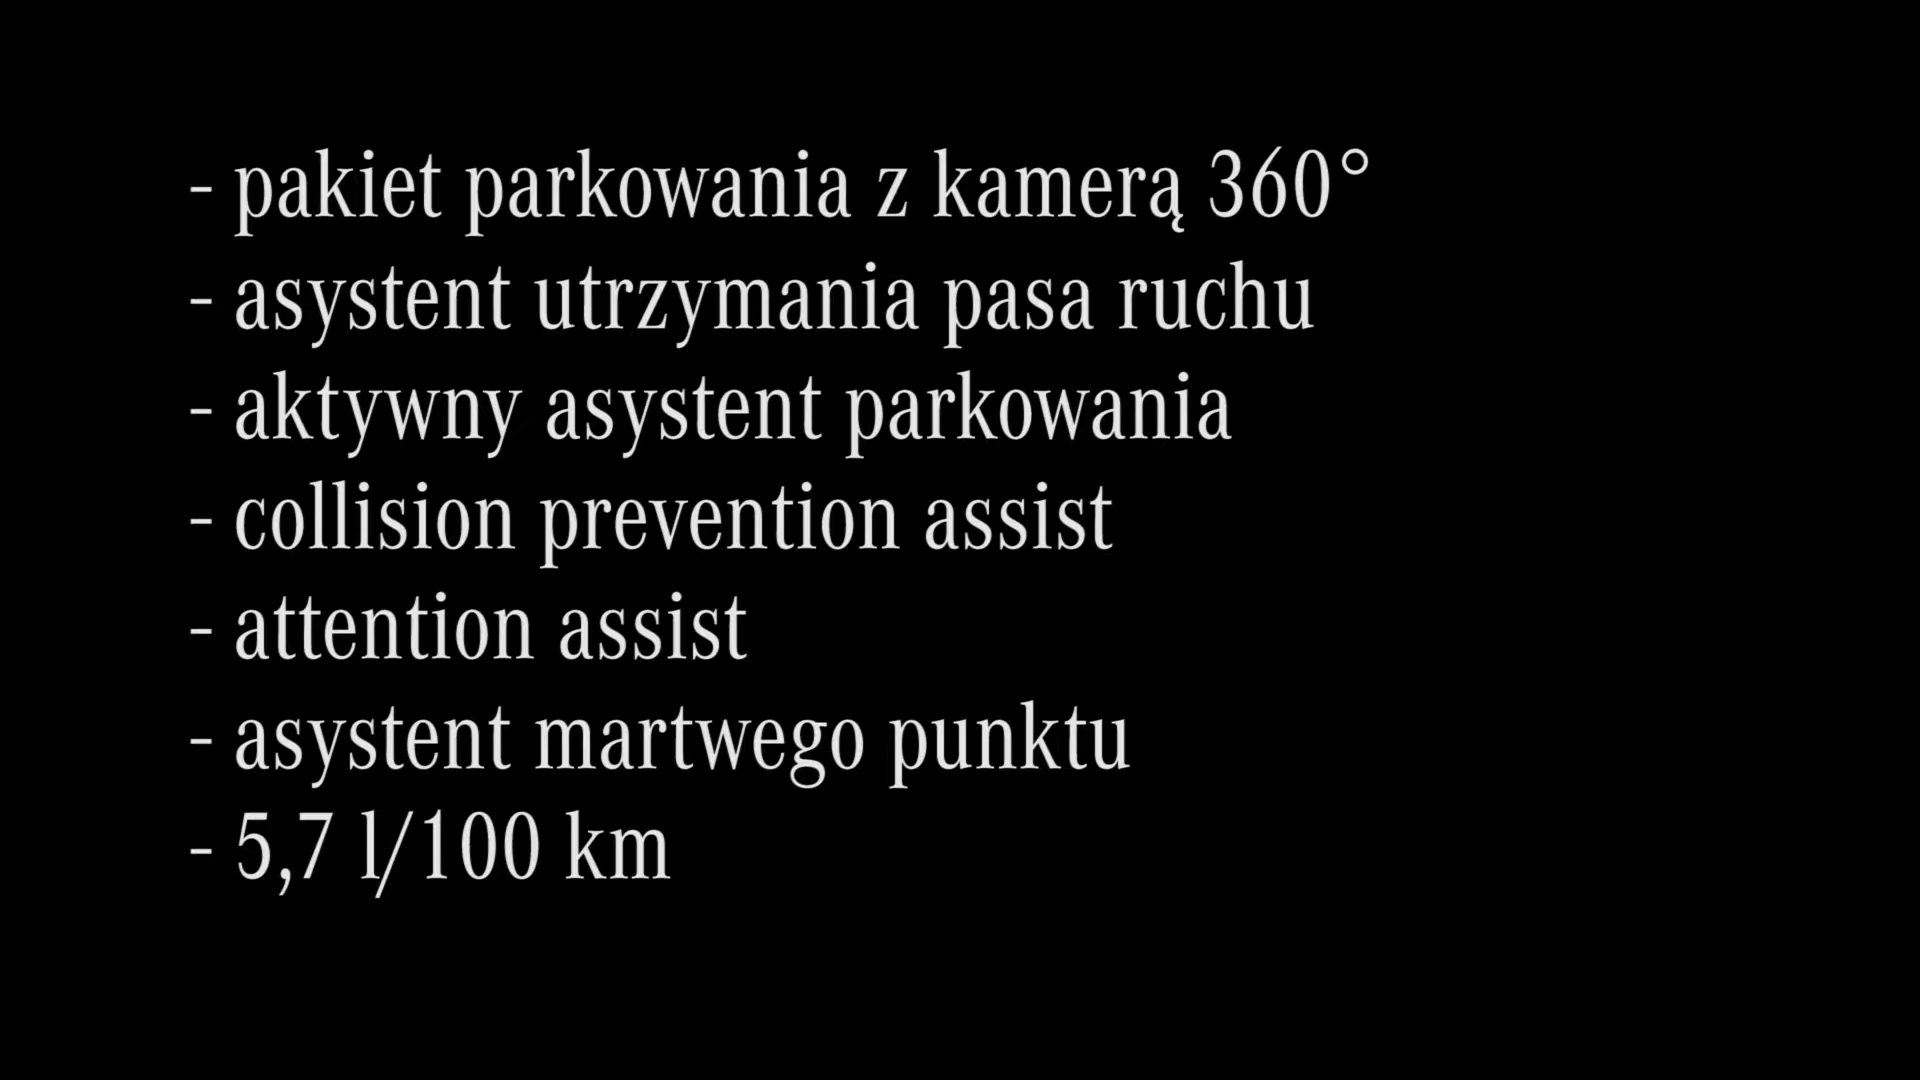 - pakiet parkowania z kamerą 360°
- asystent utrzymania pasa ruchu
- aktywny asystent parkowania
- collision prevention assist
- attention assist
- asystent martwego punktu
- 5,7 l/100 km